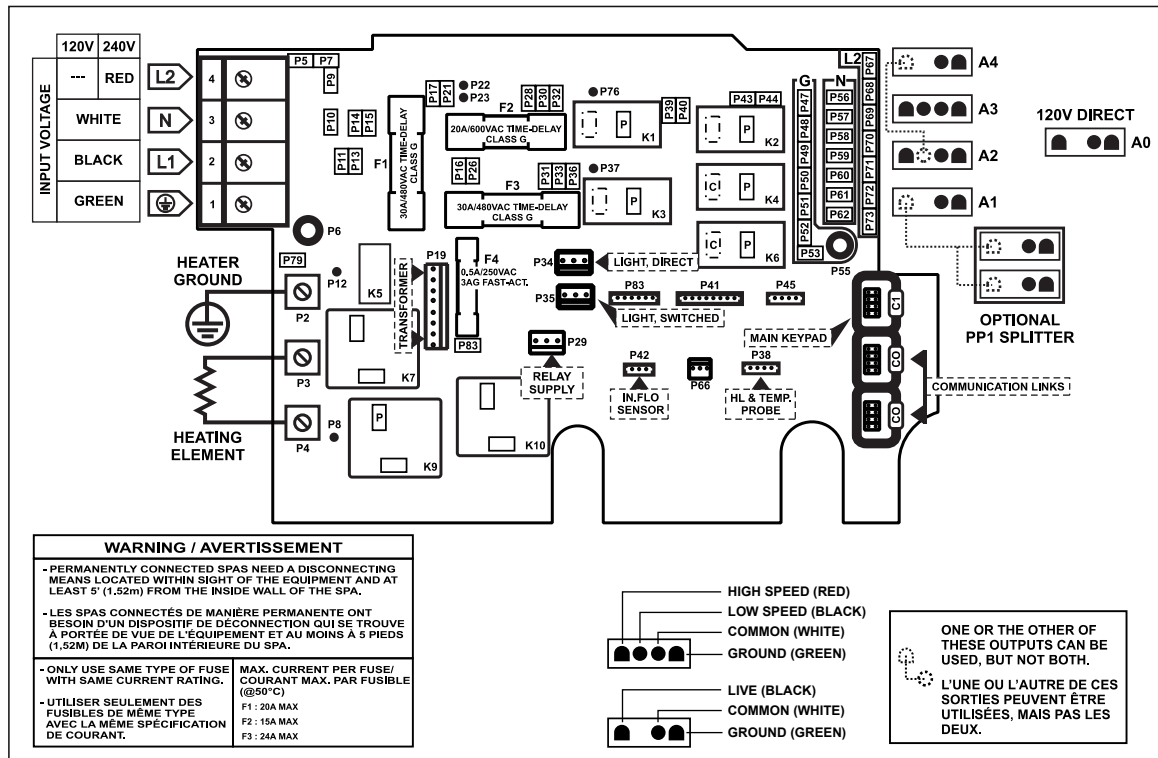 120V 240V
INPUT VOLTAGE
--- RED L2 4
WHITE N 3
BLACK L1 2
GREEN 1
P5 P7
P9
P10
P14
P15
P11
P13
P17
P21
P22
P23
F1
30A/480VAC TIME-DELAY
CLASS G
F2
P28
P30
P32
20A/600VAC TIME-DELAY
CLASS G
P16
P26
F3
P31
P33
P36
30A/480VAC TIME-DELAY
CLASS G
P76
P K1
P39
P40
P37
P K3
P43 P44
P K2
C P K4
C P K6
G
P47
P48
P49
P50
P51
P52
P53
N
P56
P57
P58
P59
P60
P61
P62
L2
P67
P68
P69
P70
P71
P72
P73
P55
A4
A3
A2
A1
120V DIRECT
A0
OPTIONAL
PP1 SPLITTER
P6
P79
P12
K5
HEATER
GROUND
P2
P3
P4
HEATING
ELEMENT
P8
K7
P K9
K10
P19
TRANSFORMER
F4
0.5A/250VAC
3AG FAST-ACT.
P83
P34
LIGHT, DIRECT
P35
LIGHT, SWITCHED
P83
P41
P45
P29
RELAY
SUPPLY
P42
IN.FLO
SENSOR
P66
P38
HL & TEMP.
PROBE
MAIN KEYPAD
C1
CO
CO
COMMUNICATION LINKS
WARNING / AVERTISSEMENT
- PERMANENTLY CONNECTED SPAS NEED A DISCONNECTING
MEANS LOCATED WITHIN SIGHT OF THE EQUIPMENT AND AT
LEAST 5' (1.52m) FROM THE INSIDE WALL OF THE SPA.
- LES SPAS CONNECTÉS DE MANIÈRE PERMANENTE ONT
BESOIN D'UN DISPOSITIF DE DÉCONNECTION QUI SE TROUVE
À PORTÉE DE VUE DE L'ÉQUIPEMENT ET AU MOINS À 5 PIEDS
(1,52M) DE LA PAROI INTÉRIEURE DU SPA.
- ONLY USE SAME TYPE OF FUSE
WITH SAME CURRENT RATING.
- UTILISER SEULEMENT DES
FUSIBLES DE MÊME TYPE
AVEC LA MÊME SPÉCIFICATION
DE COURANT.
MAX. CURRENT PER FUSE/
COURANT MAX. PAR FUSIBLE
(@50°C)
F1 : 20A MAX
F2 : 15A MAX
F3 : 24A MAX
HIGH SPEED (RED)
LOW SPEED (BLACK)
COMMON (WHITE)
GROUND (GREEN)
LIVE (BLACK)
COMMON (WHITE)
GROUND (GREEN)
ONE OR THE OTHER OF
THESE OUTPUTS CAN BE
USED, BUT NOT BOTH.
L'UNE OU L'AUTRE DE CES
SORTIES PEUVENT ÊTRE
UTILISÉES, MAIS PAS LES
DEUX.